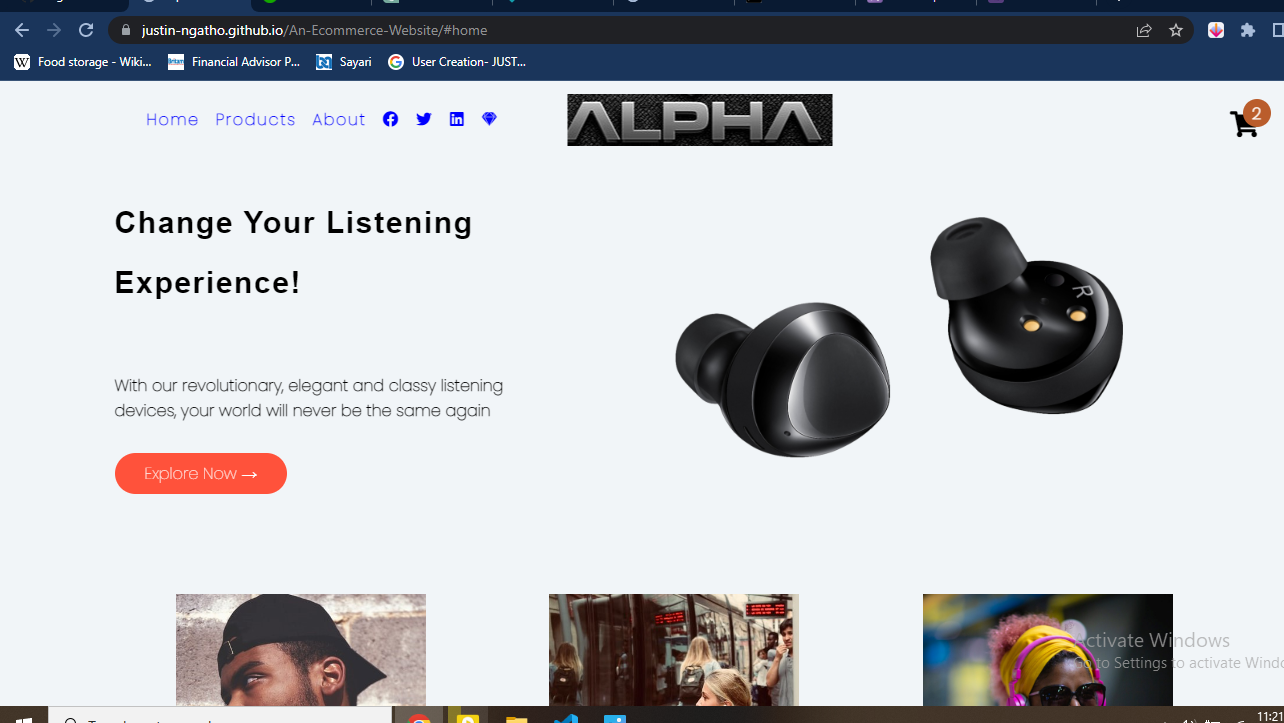 justin-ngatho.github.io/An-Ecommerce-Website/#home
Food storage - Wiki...
Financial Advisor P...
Sayari
User Creation- JUST...
Home Products About
ALPHA
2
Change Your Listening
Experience!
R
With our revolutionary, elegant and classy listening
devices, your world will never be the same again
Explore Now →
Activate Windows
Go to Settings to activate Windo
11:21